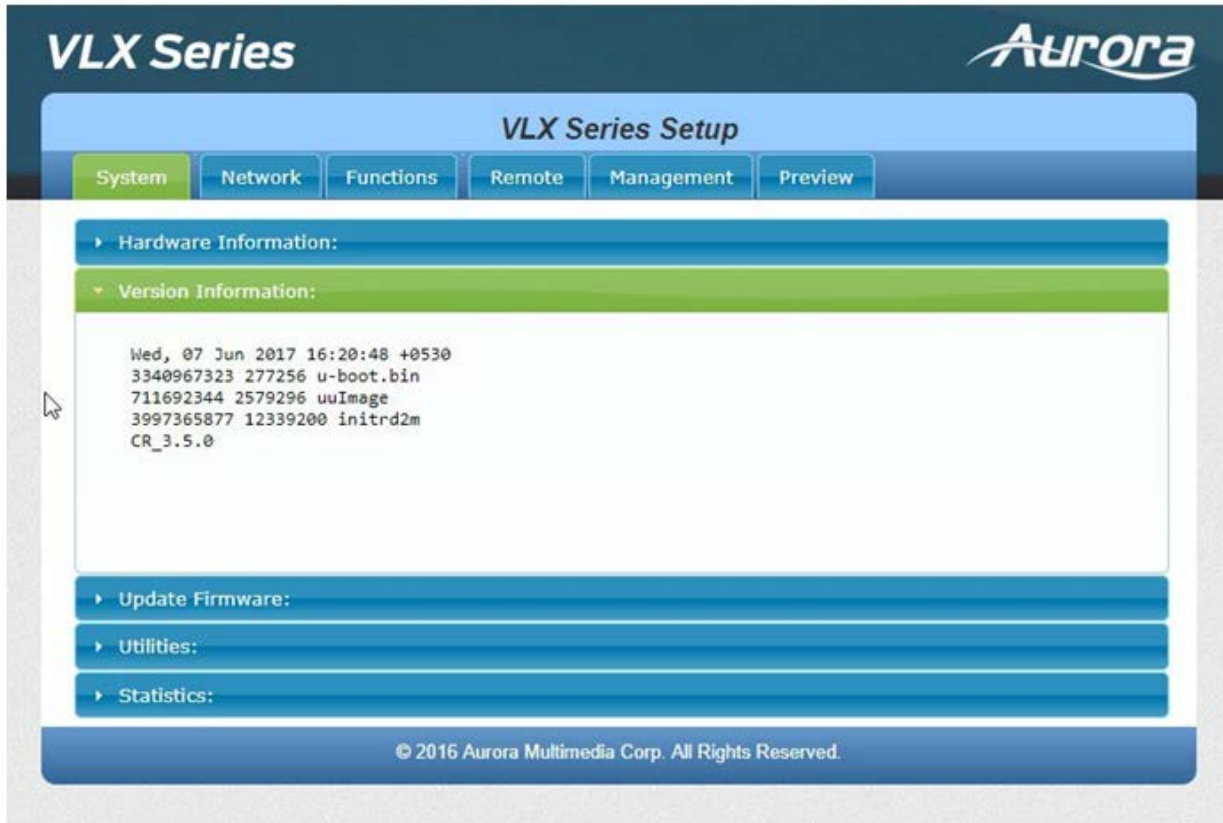 VLX Series
Aurora
VLX Series Setup
System Network Functions Remote Management Preview
Hardware Information:
Version Information:
Wed, 07 Jun 2017 16:20:48 +0530
3340967323 277256 u-boot.bin
711692344 2579296 uuImage
3997365877 12339200 initrd2m
CR_3.5.0
Update Firmware:
Utilities:
Statistics:
© 2016 Aurora Multimedia Corp. All Rights Reserved.